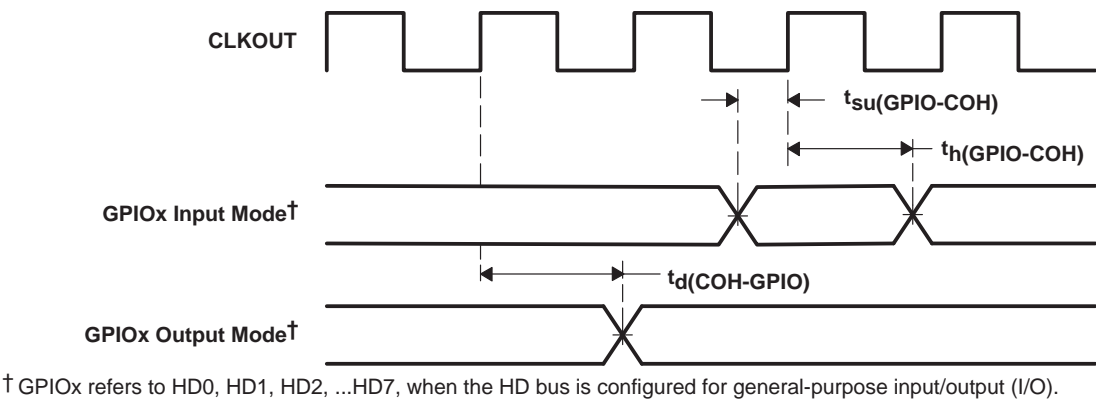 CLKOUT
tsu(GPIO-COH)
th(GPIO-COH)
GPIOx Input Mode†
td(COH-GPIO)
GPIOx Output Mode†
† GPIOx refers to HD0, HD1, HD2, ...HD7, when the HD bus is configured for general-purpose input/output (I/O).